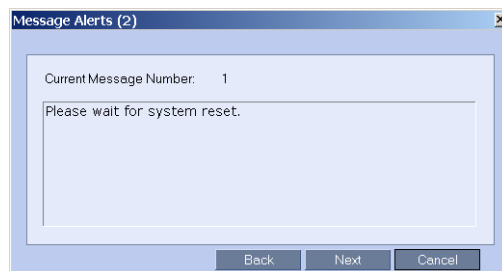 Message Alerts (2)
Current Message Number: 1
Please wait for system reset.
Back Next Cancel